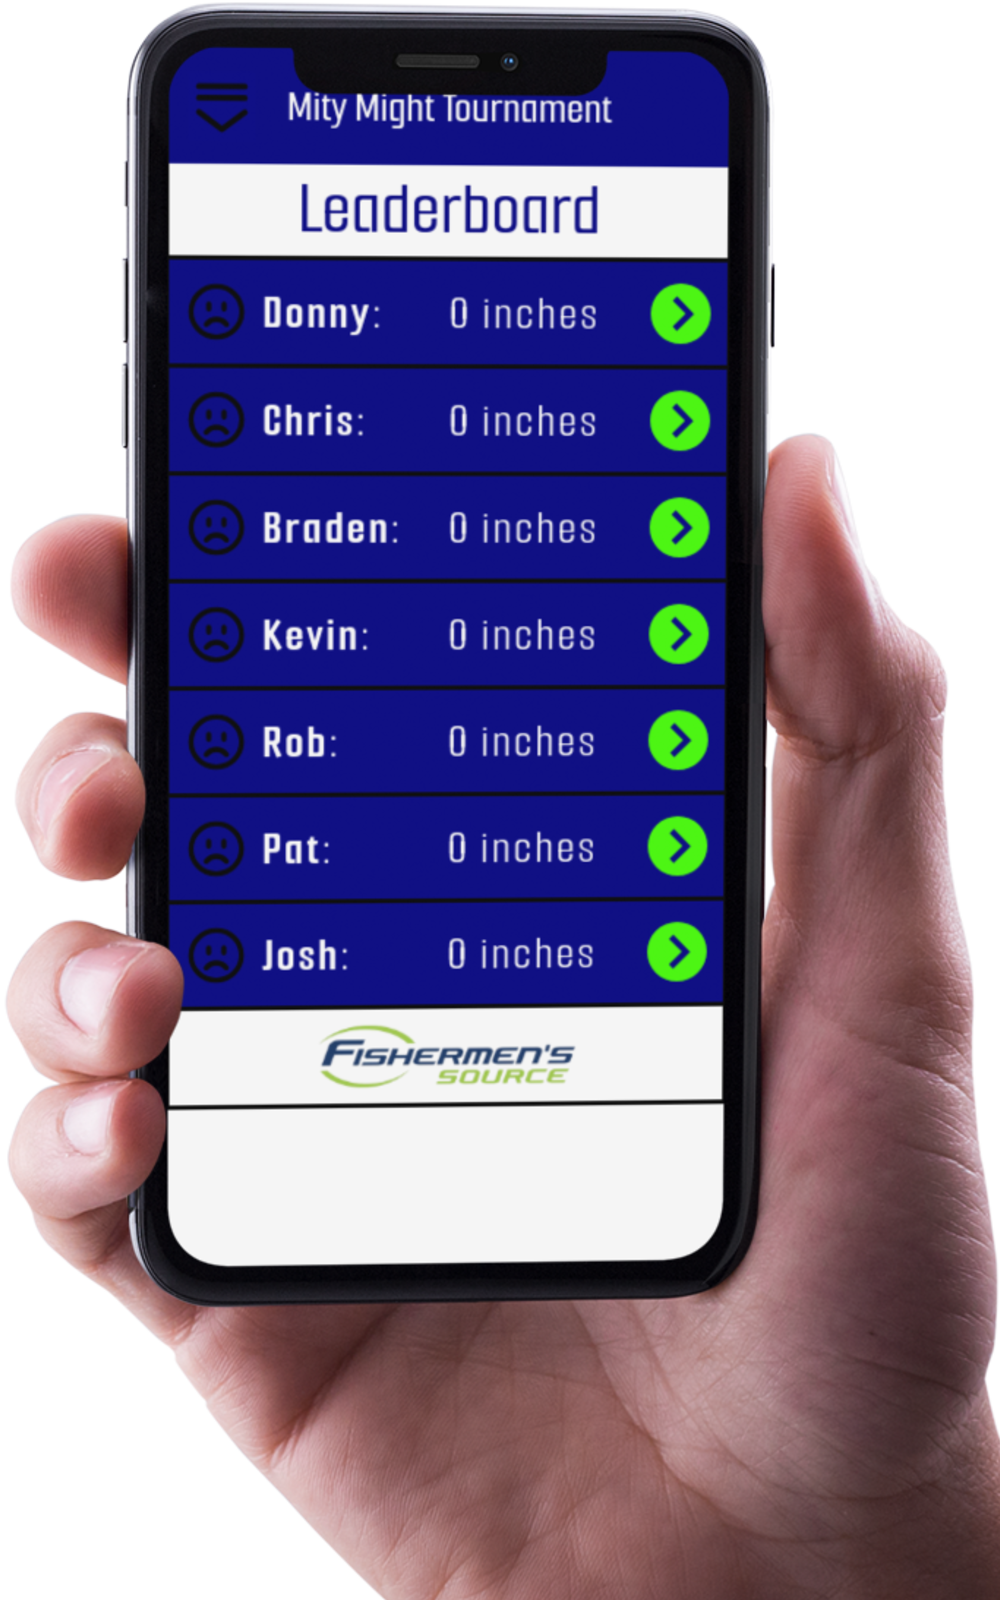 Mity Might Tournament
Leaderboard
Donny: 0 inches
Chris: 0 inches
Braden: 0 inches
Kevin: 0 inches
Rob: 0 inches
Pat: 0 inches
Josh: 0 inches
FISHERMEN'S
SOURCE